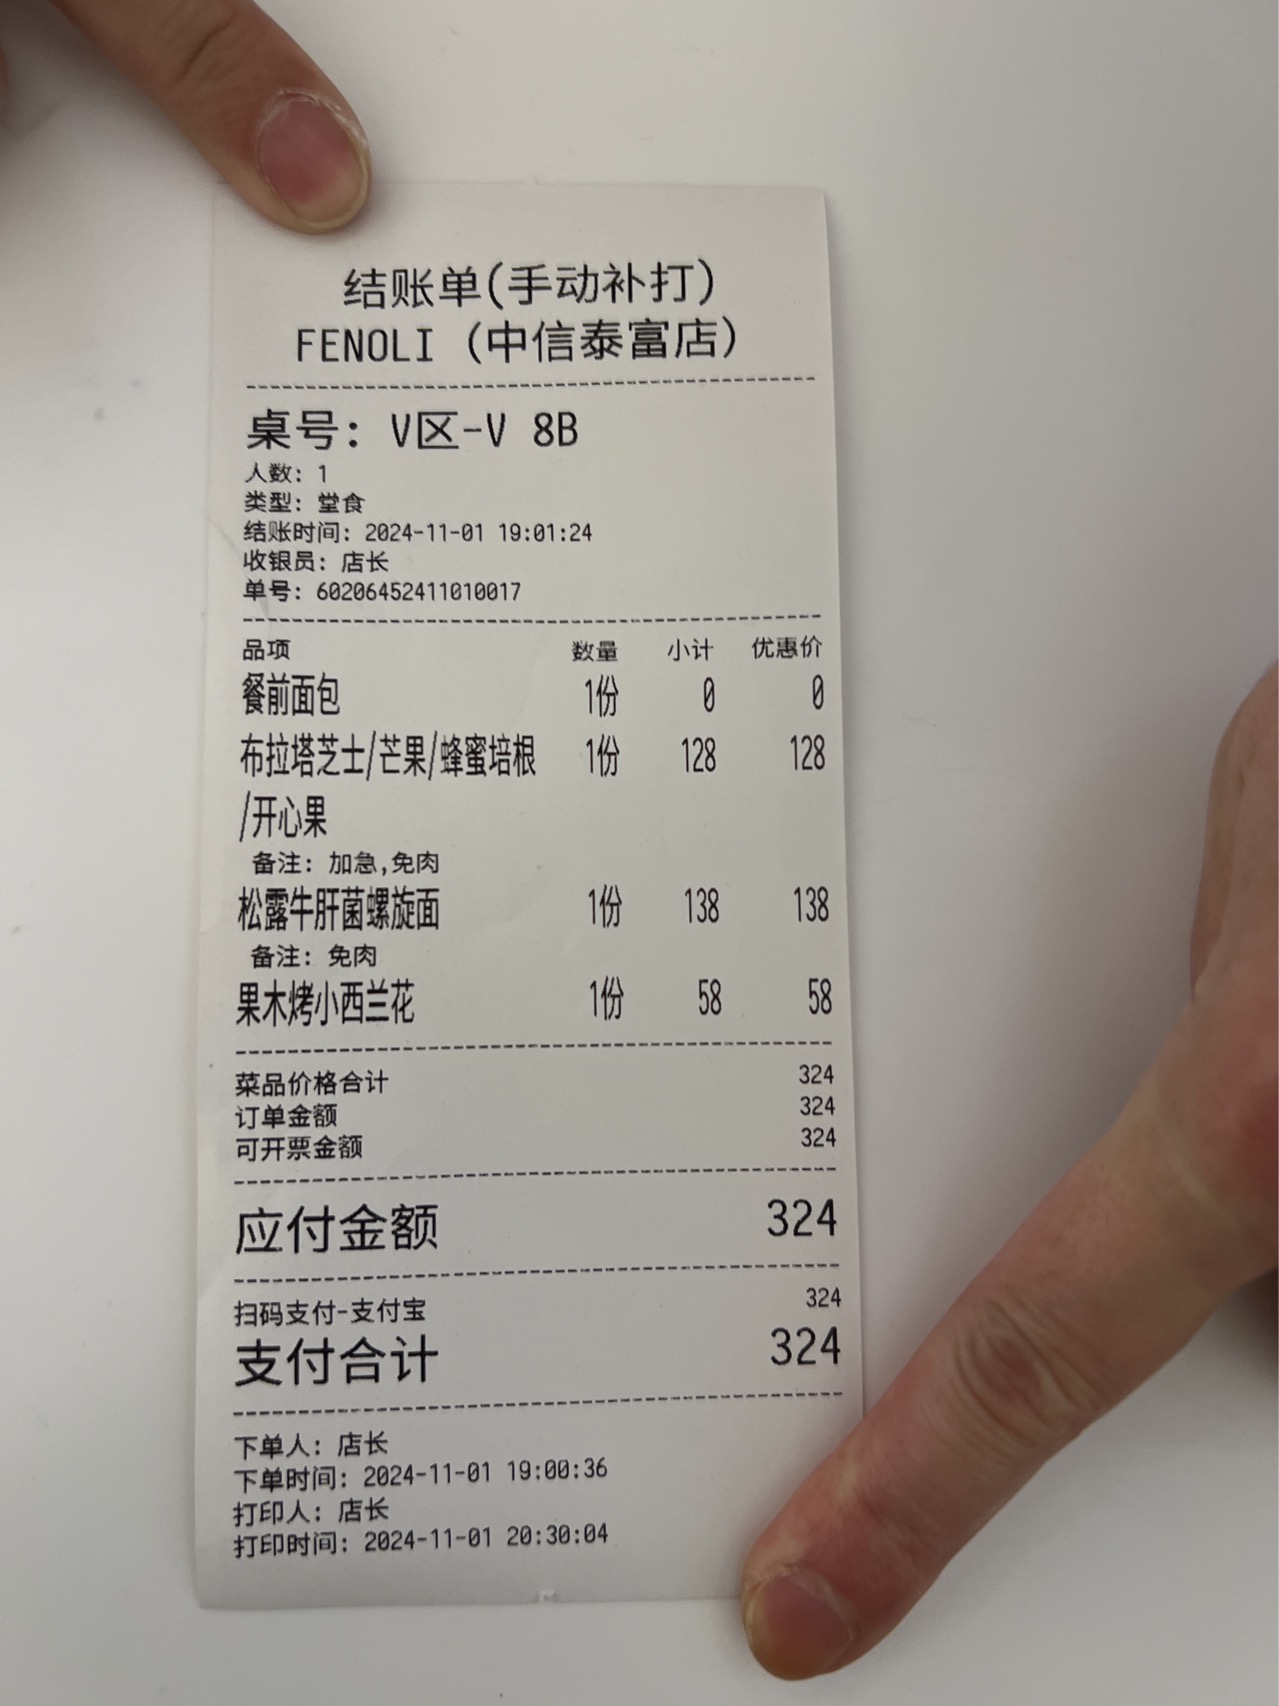 结账单(手动补打)
FENOLI (中信泰富店)
桌号: V区-V 8B
人数: 1
类型: 堂食
结账时间: 2024-11-01 19:01:24
收银员: 店长
单号: 60206452411010017
品项 数量 小计 优惠价
餐前面包 1份 0 0
布拉塔芝士/芒果/蜂蜜培根 1份 128 128
/开心果
备注: 加急,免肉
松露牛肝菌螺旋面 1份 138 138
备注: 免肉
果木烤小西兰花 1份 58 58
菜品价格合计 324
订单金额 324
可开票金额 324
应付金额 324
扫码支付-支付宝 324
支付合计 324
下单人: 店长
下单时间: 2024-11-01 19:00:36
打印人: 店长
打印时间: 2024-11-01 20:30:04